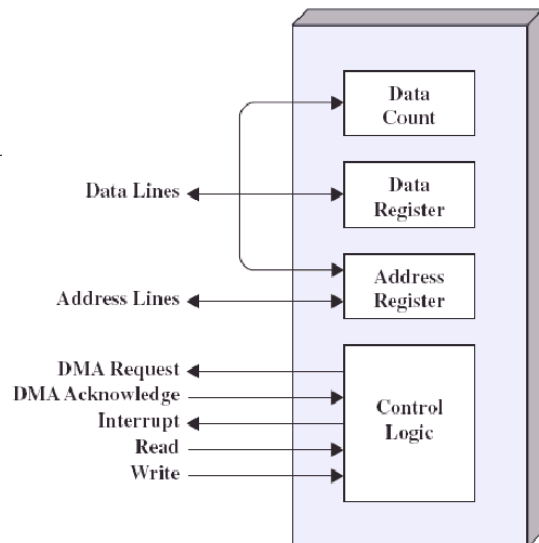 Data
Count
Data Lines
Data
Register
Address
Register
Address Lines
DMA Request
DMA Acknowledge
Interrupt
Read
Write
Control
Logic